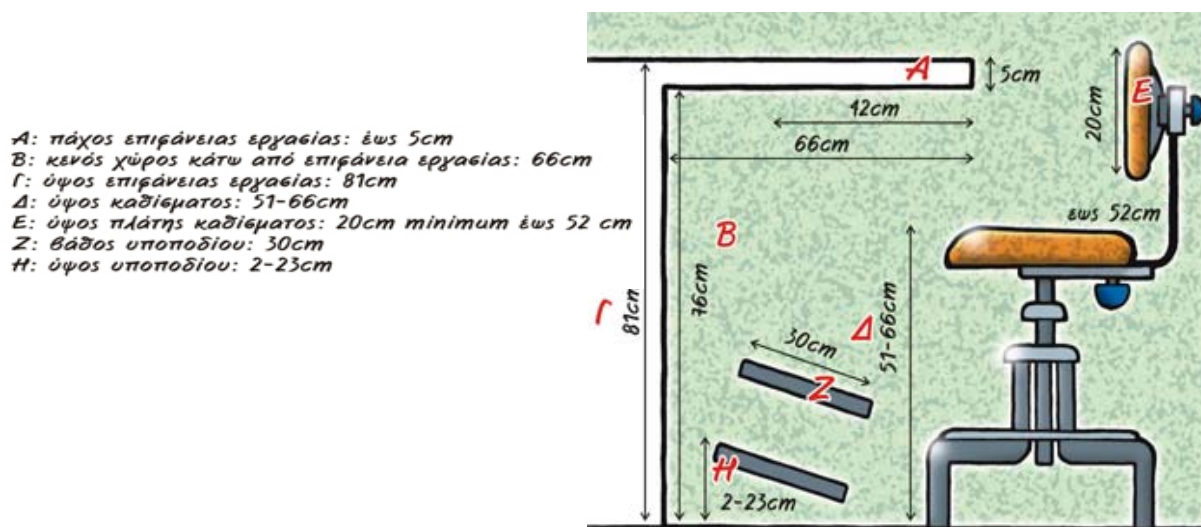 Α: πάχος επιφάνειας εργασίας: έως 5cm
Β: κενός χώρος κάτω από επιφάνεια εργασίας: 66cm
Γ: ύψος επιφάνειας εργασίας: 81cm
Δ: ύψος καθίσματος: 51-66cm
Ε: ύψος πλάτης καθίσματος: 20cm minimum έως 52 cm
Ζ: βάθος υποποδίου: 30cm
Η: ύψος υποποδίου: 2-23cm
Α
5cm
Ε
20cm
42cm
66cm
εως 52cm
Β
76cm
Γ
81cm
Δ
51-66cm
30cm
Ζ
Η
2-23cm